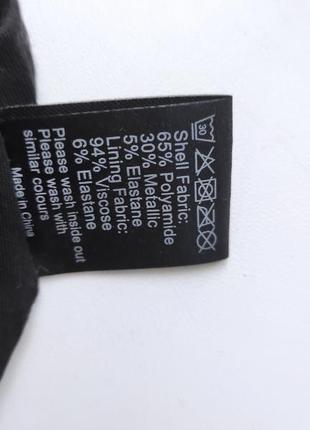 30
Shell Fabric:
65% Polyamide
30% Metallic
5% Elastane
Lining Fabric:
94% Viscose
6% Elastane
Please wash inside out
Please wash with
similar colours
Made in China